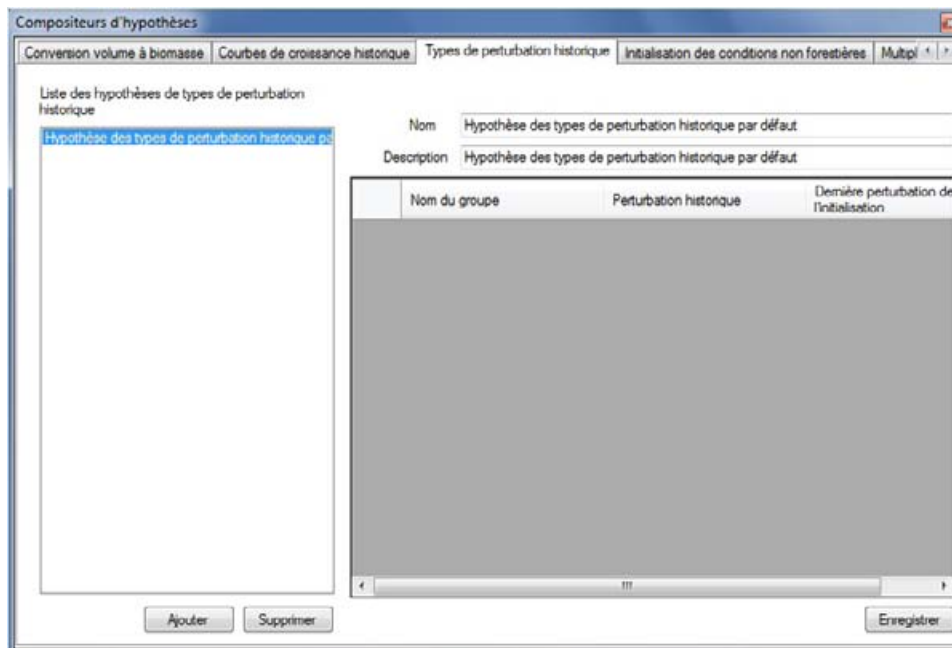 Compositeurs d'hypothèses
Conversion volume à biomasse Courbes de croissance historique Types de perturbation historique Initialisation des conditions non forestières Multipl
Liste des hypothèses de types de perturbation
historique
Hypothèse des types de perturbation historique pa
Nom Hypothèse des types de perturbation historique par défaut
Description Hypothèse des types de perturbation historique par défaut
Nom du groupe Perturbation historique Dernière perturbation de
l'initialisation
Ajouter Supprimer Enregistrer